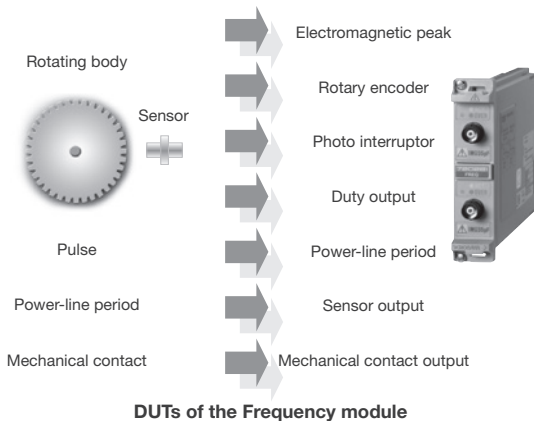 Electromagnetic peak
Rotating body
Rotary encoder
Sensor
Photo interruptor
Duty output
Pulse
Power-line period
Power-line period
Sensor output
Mechanical contact
Mechanical contact output
DUTs of the Frequency module